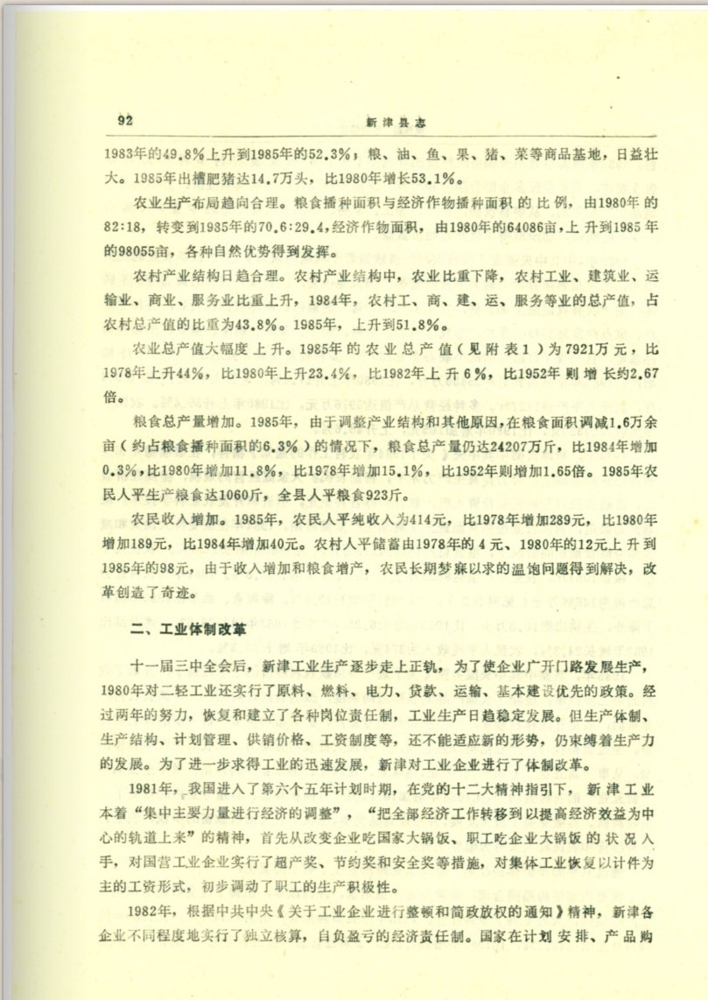 92
新津县志
1983年的49.8%上升到1985年的52.3%；粮、油、鱼、果、猪、菜等商品基地，日益壮
大。1985年出槽肥猪达14.7万头，比1980年增长53.1%。
农业生产布局趋向合理。粮食播种面积与经济作物播种面积的比例，由1980年的
82:18，转变到1985年的70.6:29.4，经济作物面积，由1980年的64086亩，上升到1985年
的98055亩，各种自然优势得到发挥。
农村产业结构日趋合理。农村产业结构中，农业比重下降，农村工业、建筑业、运
输业、商业、服务业比重上升，1984年，农村工、商、建、运、服务等业的总产值，占
农村总产值的比重为43.8%。1985年，上升到51.8%。
农业总产值大幅度上升。1985年的农业总产值（见附表1）为7921万元，比
1978年上升44%，比1980年上升23.4%，比1982年上升6%，比1952年则增长约2.67
倍。
粮食总产量增加。1985年，由于调整产业结构和其他原因，在粮食面积调减1.6万余
亩（约占粮食播种面积的6.3%）的情况下，粮食总产量仍达24207万斤，比1984年增加
0.3%，比1980年增加11.8%，比1978年增加15.1%，比1952年则增加1.65倍。1985年农
民人平生产粮食达1060斤，全县人平粮食923斤。
农民收入增加。1985年，农民人平纯收入为414元，比1978年增加289元，比1980年
增加189元，比1984年增加40元。农村人平储蓄由1978年的4元、1980年的12元上升到
1985年的98元，由于收入增加和粮食增产，农民长期梦寐以求的温饱问题得到解决，改
革创造了奇迹。
二、工业体制改革
十一届三中全会后，新津工业生产逐步走上正轨，为了使企业广开门路发展生产，
1980年对二轻工业还实行了原料、燃料、电力、贷款、运输、基本建设优先的政策。经
过两年的努力，恢复和建立了各种岗位责任制，工业生产日趋稳定发展。但生产体制、
生产结构、计划管理、供销价格、工资制度等，还不能适应新的形势，仍束缚着生产力
的发展。为了进一步求得工业的迅速发展，新津对工业企业进行了体制改革。
1981年，我国进入了第六个五年计划时期，在党的十二大精神指引下，新津工业
本着“集中主要力量进行经济的调整”，“把全部经济工作转移到以提高经济效益为中
心的轨道上来”的精神，首先从改变企业吃国家大锅饭、职工吃企业大锅饭的状况入
手，对国营工业企业实行了超产奖、节约奖和安全奖等措施，对集体工业恢复以计件为
主的工资形式，初步调动了职工的生产积极性。
1982年，根据中共中央《关于工业企业进行整顿和简政放权的通知》精神，新津各
企业不同程度地实行了独立核算，自负盈亏的经济责任制。国家在计划安排、产品购